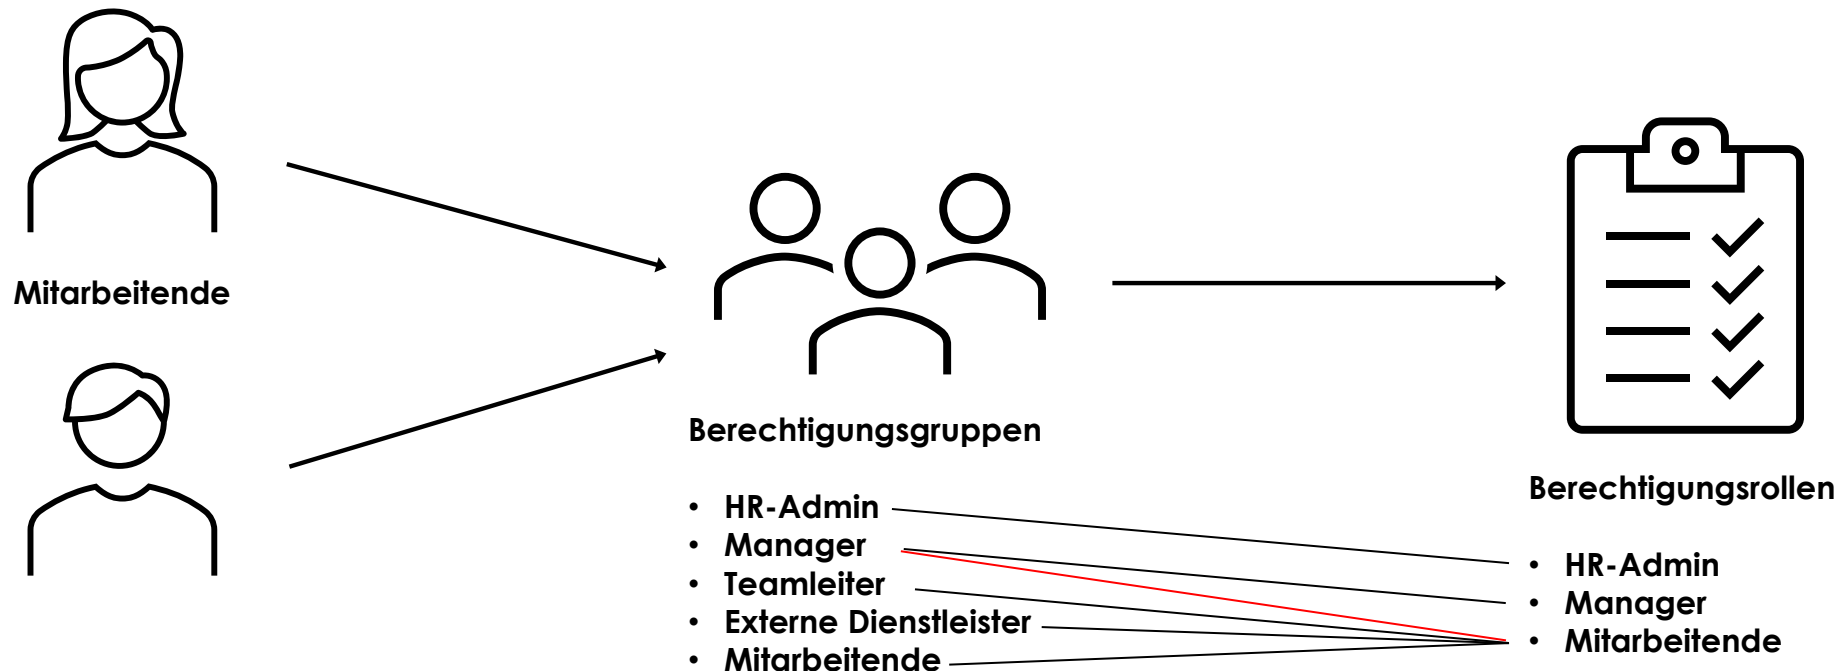 Mitarbeitende
Berechtigungsgruppen
• HR-Admin
• Manager
• Teamleiter
• Externe Dienstleister
• Mitarbeitende
Berechtigungsrollen
• HR-Admin
• Manager
• Mitarbeitende